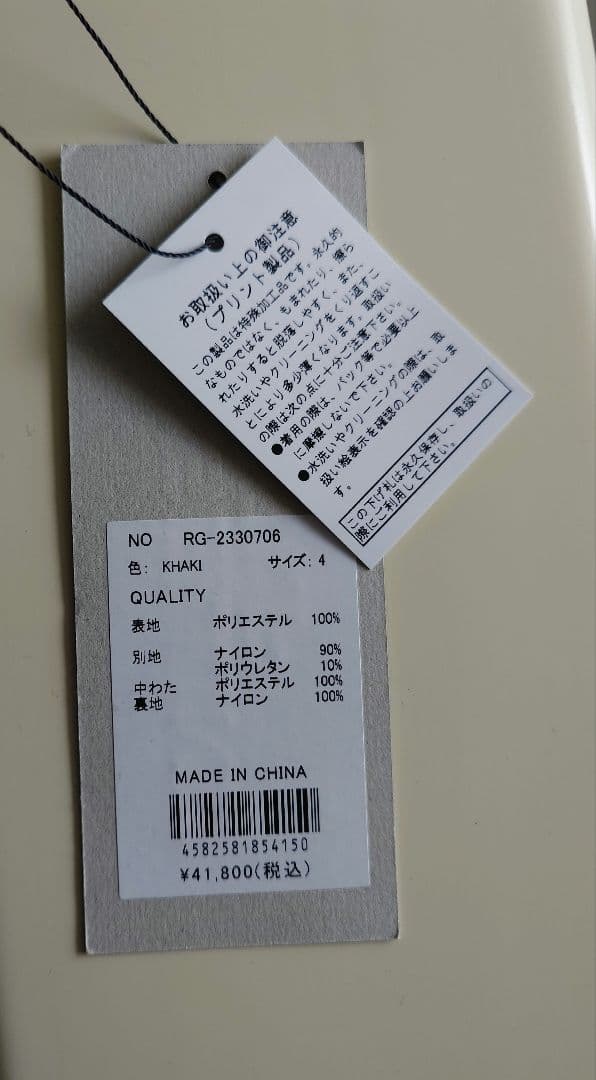 お取扱い上の御注意
(プリント製品)
この製品は特殊加工品です。永久的
なものではなく、もまれたり、擦ら
れたりすると脱落しやすく、また、
水洗いやクリーニングをくり返すこ
とにより多少薄くなります。取扱い
の際は次の点に十分ご注意下さい。
●着用の際は、バック等で必要以上
に摩擦しないで下さい。
●水洗いやクリーニングの際は、取
扱い絵表示を確認の上お願いしま
す。
この下げ札は永久保存し、取扱いの
際にご利用して下さい。
NO RG-2330706
色: KHAKI サイズ: 4
QUALITY
表地 ポリエステル 100%
別地 ナイロン 90%
ポリウレタン 10%
中わた ポリエステル 100%
裏地 ナイロン 100%
MADE IN CHINA
4582581854150
¥41,800(税込)